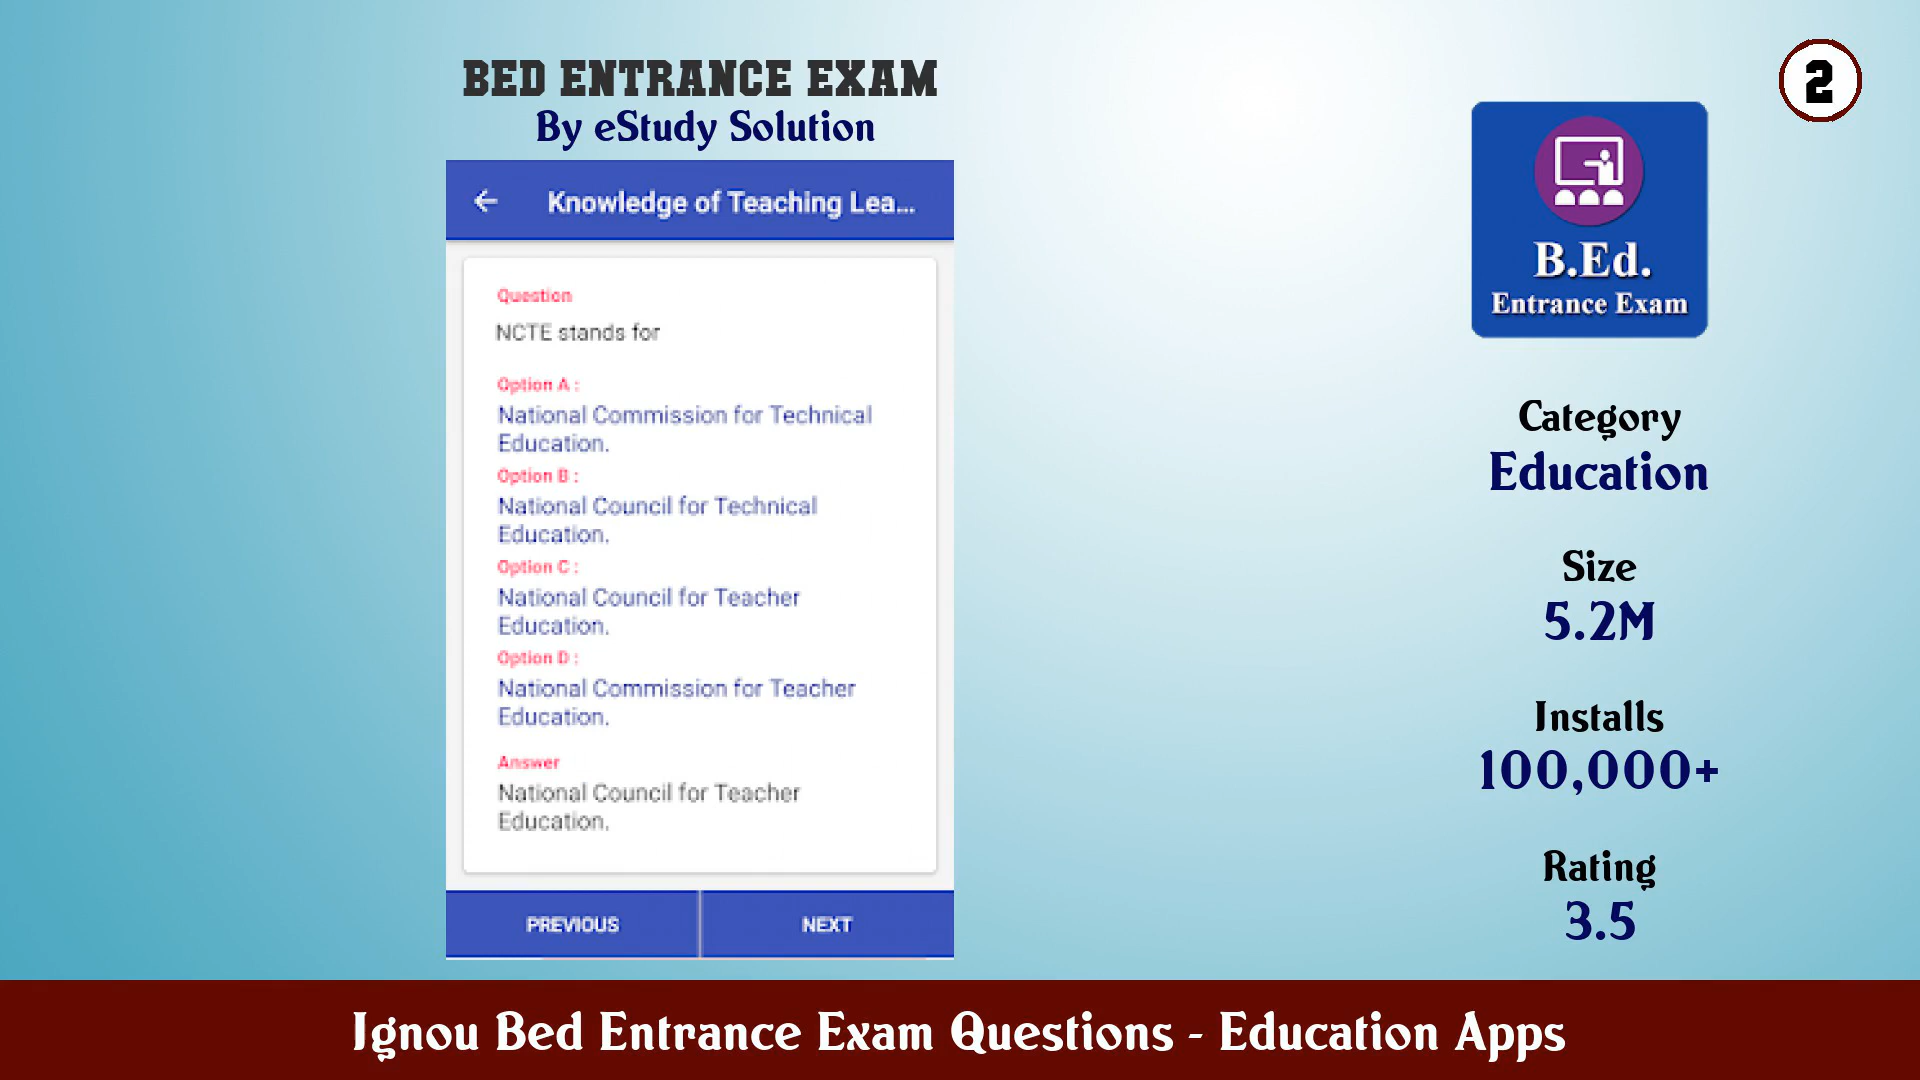 BED ENTRANCE EXAM
By eStudy Solution
Knowledge of Teaching Lea...
Question
NCTE stands for
Option A :
National Commission for Technical
Education.
Option B :
National Council for Technical
Education.
Option C :
National Council for Teacher
Education.
Option D :
National Commission for Teacher
Education.
Answer
National Council for Teacher
Education.
PREVIOUS
NEXT
2
B.Ed.
Entrance Exam
Category
Education
Size
5.2M
Installs
100,000+
Rating
3.5
Ignou Bed Entrance Exam Questions - Education Apps